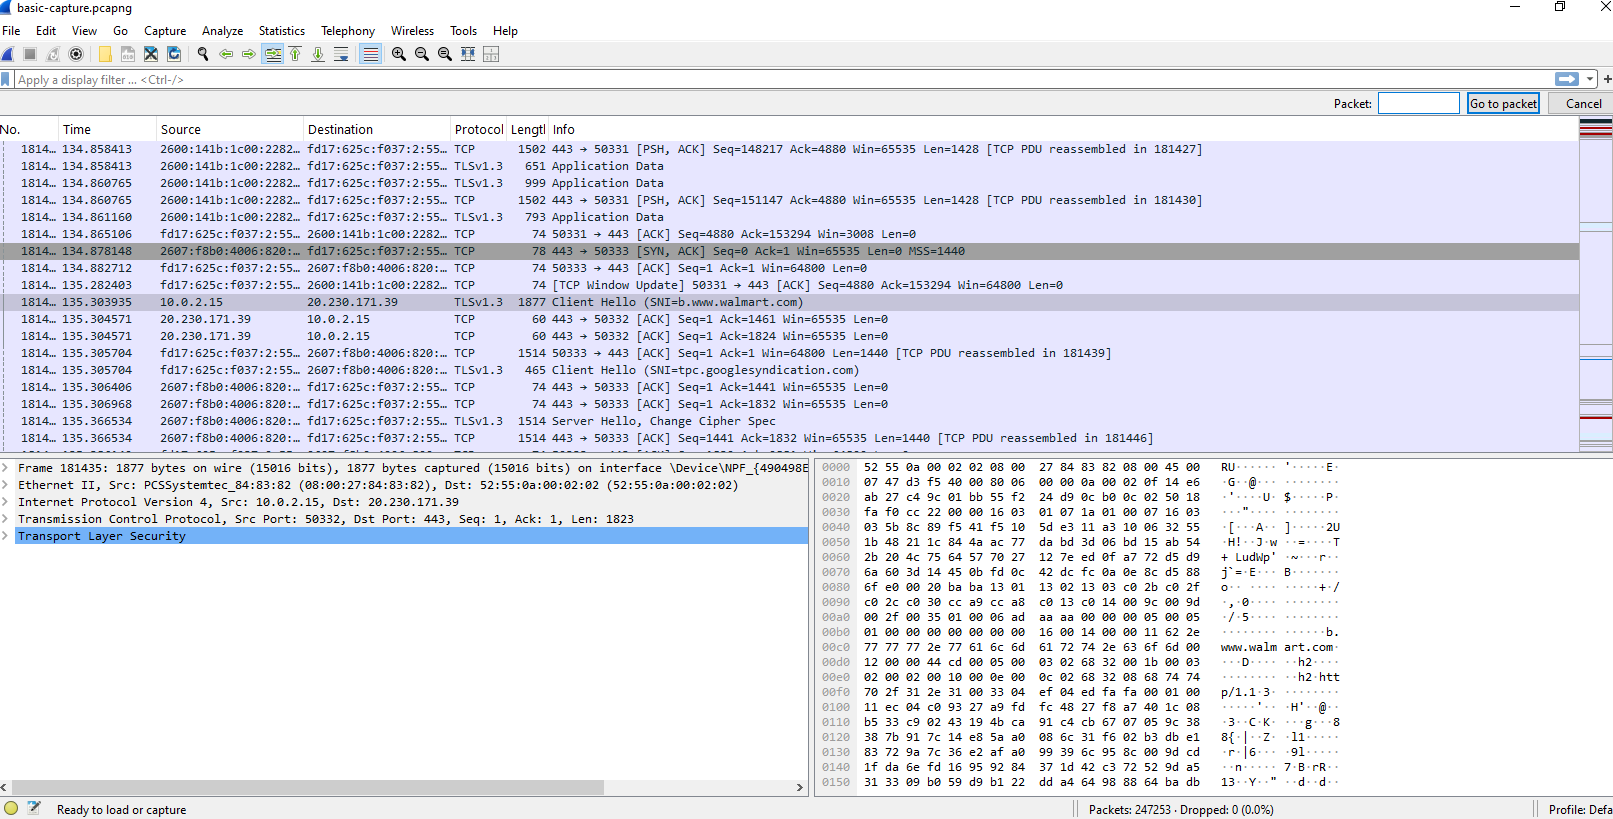 basic-capture.pcapng
File Edit View Go Capture Analyze Statistics Telephony Wireless Tools Help
Apply a display filter ... <Ctrl-/>
Packet: Go to packet Cancel
No. Time Source Destination Protocol Lengtl Info
1814… 134.858413 2600:141b:1c00:2282… fd17:625c:f037:2:55… TCP 1502 443 → 50331 [PSH, ACK] Seq=148217 Ack=4880 Win=65535 Len=1428 [TCP PDU reassembled in 181427]
1814… 134.858413 2600:141b:1c00:2282… fd17:625c:f037:2:55… TLSv1.3 651 Application Data
1814… 134.860765 2600:141b:1c00:2282… fd17:625c:f037:2:55… TLSv1.3 999 Application Data
1814… 134.860765 2600:141b:1c00:2282… fd17:625c:f037:2:55… TCP 1502 443 → 50331 [PSH, ACK] Seq=151147 Ack=4880 Win=65535 Len=1428 [TCP PDU reassembled in 181430]
1814… 134.861160 2600:141b:1c00:2282… fd17:625c:f037:2:55… TLSv1.3 793 Application Data
1814… 134.865106 fd17:625c:f037:2:55… 2600:141b:1c00:2282… TCP 74 50331 → 443 [ACK] Seq=4880 Ack=153294 Win=3008 Len=0
1814… 134.878148 2607:f8b0:4006:820:… fd17:625c:f037:2:55… TCP 78 443 → 50333 [SYN, ACK] Seq=0 Ack=1 Win=65535 Len=0 MSS=1440
1814… 134.882712 fd17:625c:f037:2:55… 2607:f8b0:4006:820:… TCP 74 50333 → 443 [ACK] Seq=1 Ack=1 Win=64800 Len=0
1814… 135.282403 fd17:625c:f037:2:55… 2600:141b:1c00:2282… TCP 74 [TCP Window Update] 50331 → 443 [ACK] Seq=4880 Ack=153294 Win=64800 Len=0
1814… 135.303935 10.0.2.15 20.230.171.39 TLSv1.3 1877 Client Hello (SNI=b.www.walmart.com)
1814… 135.304571 20.230.171.39 10.0.2.15 TCP 60 443 → 50332 [ACK] Seq=1 Ack=1461 Win=65535 Len=0
1814… 135.304571 20.230.171.39 10.0.2.15 TCP 60 443 → 50332 [ACK] Seq=1 Ack=1824 Win=65535 Len=0
1814… 135.305704 fd17:625c:f037:2:55… 2607:f8b0:4006:820:… TCP 1514 50333 → 443 [ACK] Seq=1 Ack=1 Win=64800 Len=1440 [TCP PDU reassembled in 181439]
1814… 135.305704 fd17:625c:f037:2:55… 2607:f8b0:4006:820:… TLSv1.3 465 Client Hello (SNI=tpc.googlesyndication.com)
1814… 135.306406 2607:f8b0:4006:820:… fd17:625c:f037:2:55… TCP 74 443 → 50333 [ACK] Seq=1 Ack=1441 Win=65535 Len=0
1814… 135.306968 2607:f8b0:4006:820:… fd17:625c:f037:2:55… TCP 74 443 → 50333 [ACK] Seq=1 Ack=1832 Win=65535 Len=0
1814… 135.366534 2607:f8b0:4006:820:… fd17:625c:f037:2:55… TLSv1.3 1514 Server Hello, Change Cipher Spec
1814… 135.366534 2607:f8b0:4006:820:… fd17:625c:f037:2:55… TCP 1514 443 → 50333 [ACK] Seq=1441 Ack=1832 Win=65535 Len=1440 [TCP PDU reassembled in 181446]
Frame 181435: 1877 bytes on wire (15016 bits), 1877 bytes captured (15016 bits) on interface \Device\NPF_{490498E
Ethernet II, Src: PCSSystemtec_84:83:82 (08:00:27:84:83:82), Dst: 52:55:0a:00:02:02 (52:55:0a:00:02:02)
Internet Protocol Version 4, Src: 10.0.2.15, Dst: 20.230.171.39
Transmission Control Protocol, Src Port: 50332, Dst Port: 443, Seq: 1, Ack: 1, Len: 1823
Transport Layer Security
0000 52 55 0a 00 02 02 08 00 27 84 83 82 08 00 45 00 RU······ '·····E·
0010 07 47 d3 f5 40 00 80 06 00 00 0a 00 02 0f 14 e6 ·G··@··· ········
0020 ab 27 c4 9c 01 bb 55 f2 24 d9 0c b0 0c 02 50 18 ·'····U· $·····P·
0030 fa f0 cc 22 00 00 16 03 01 07 1a 01 00 07 16 03 ···"···· ········
0040 03 5b 8c 89 f5 41 f5 10 5d e3 11 a3 10 06 32 55 ·[···A·· ]·····2U
0050 1b 48 21 1c 84 4a ac 77 da bd 3d 06 bd 15 ab 54 ·H!··J·w ··=····T
0060 2b 20 4c 75 64 57 70 27 12 7e ed 0f a7 72 d5 d9 + LudWp' ·~···r··
0070 6a 60 3d 14 45 0b fd 0c 42 dc fc 0a 0e 8c d5 88 j`=·E··· B·······
0080 6f e0 00 20 ba ba 13 01 13 02 13 03 c0 2b c0 2f o·· ···· ·····+·/
0090 c0 2c c0 30 cc a9 cc a8 c0 13 c0 14 00 9c 00 9d ·,·0···· ········
00a0 00 2f 00 35 01 00 06 ad aa aa 00 00 00 05 00 05 ·/·5···· ········
00b0 01 00 00 00 00 00 00 00 16 00 14 00 00 11 62 2e ········ ······b.
00c0 77 77 77 2e 77 61 6c 6d 61 72 74 2e 63 6f 6d 00 www.walm art.com·
00d0 12 00 00 44 cd 00 05 00 03 02 68 32 00 1b 00 03 ···D···· ··h2····
00e0 02 00 02 00 10 00 0e 00 0c 02 68 32 08 68 74 74 ········ ··h2·htt
00f0 70 2f 31 2e 31 00 33 04 ef 04 ed fa fa 00 01 00 p/1.1·3· ········
0100 11 ec 04 c0 93 27 a9 fd fc 48 27 f8 a7 40 1c 08 ·····'·· ·H'··@··
0110 b5 33 c9 02 43 19 4b ca 91 c4 cb 67 07 05 9c 38 ·3··C·K· ···g···8
0120 38 7b 91 7c 14 e8 5a a0 08 6c 31 f6 02 b3 db e1 8{·|··Z· ·l1·····
0130 83 72 9a 7c 36 e2 af a0 99 39 6c 95 8c 00 9d cd ·r·|6··· ·9l·····
0140 1f da 6e fd 16 95 92 84 37 1d 42 c3 72 52 9d a5 ··n····· 7·B·rR··
0150 31 33 09 b0 59 d9 b1 22 dd a4 64 98 88 64 ba db 13··Y··" ··d··d··
Ready to load or capture Packets: 247253 · Dropped: 0 (0.0%) Profile: Defa